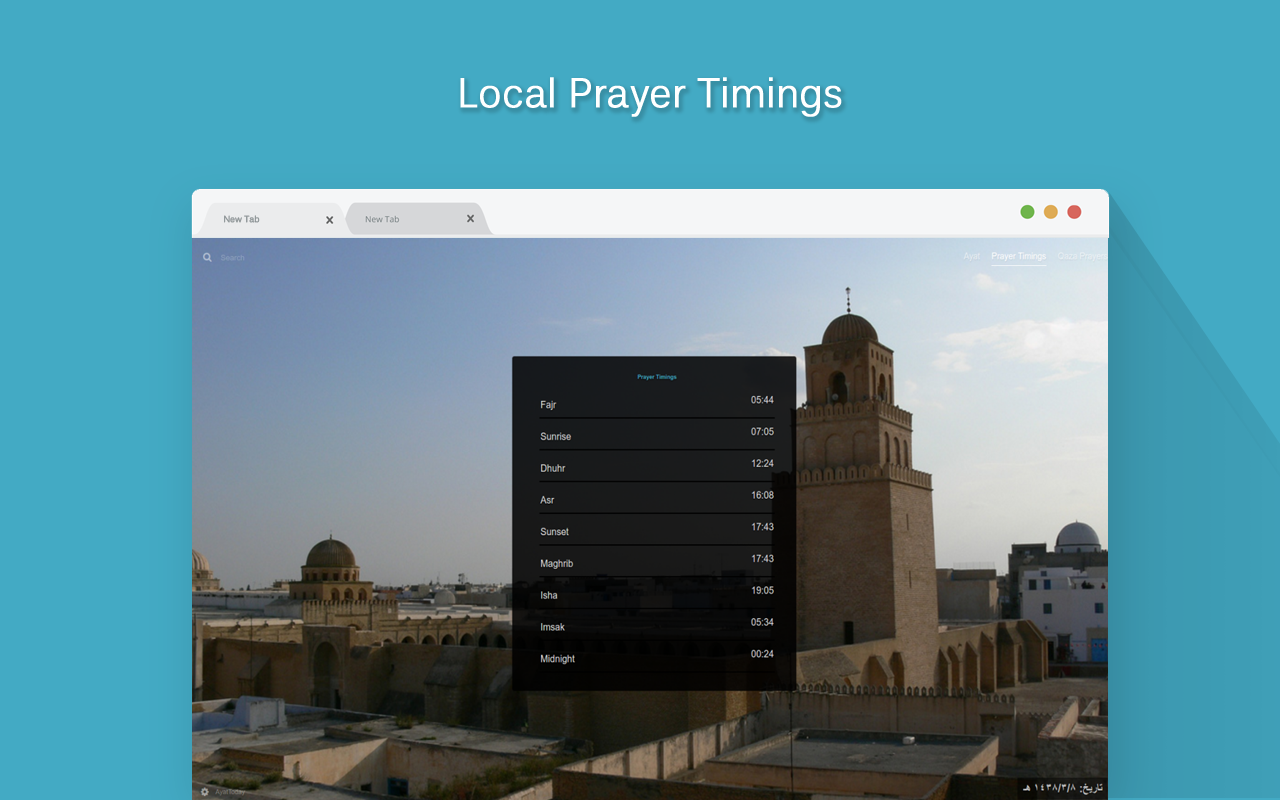 Local Prayer Timings
New Tab
New Tab
Search
Ayat Prayer Timings Qaza Prayers
Prayer Timings
Fajr 05:44
Sunrise 07:05
Dhuhr 12:24
Asr 16:08
Sunset 17:43
Maghrib 17:43
Isha 19:05
Imsak 05:34
Midnight 00:24
AyatToday
تاريخ: ١٤٣٨/٣/٨ هـ